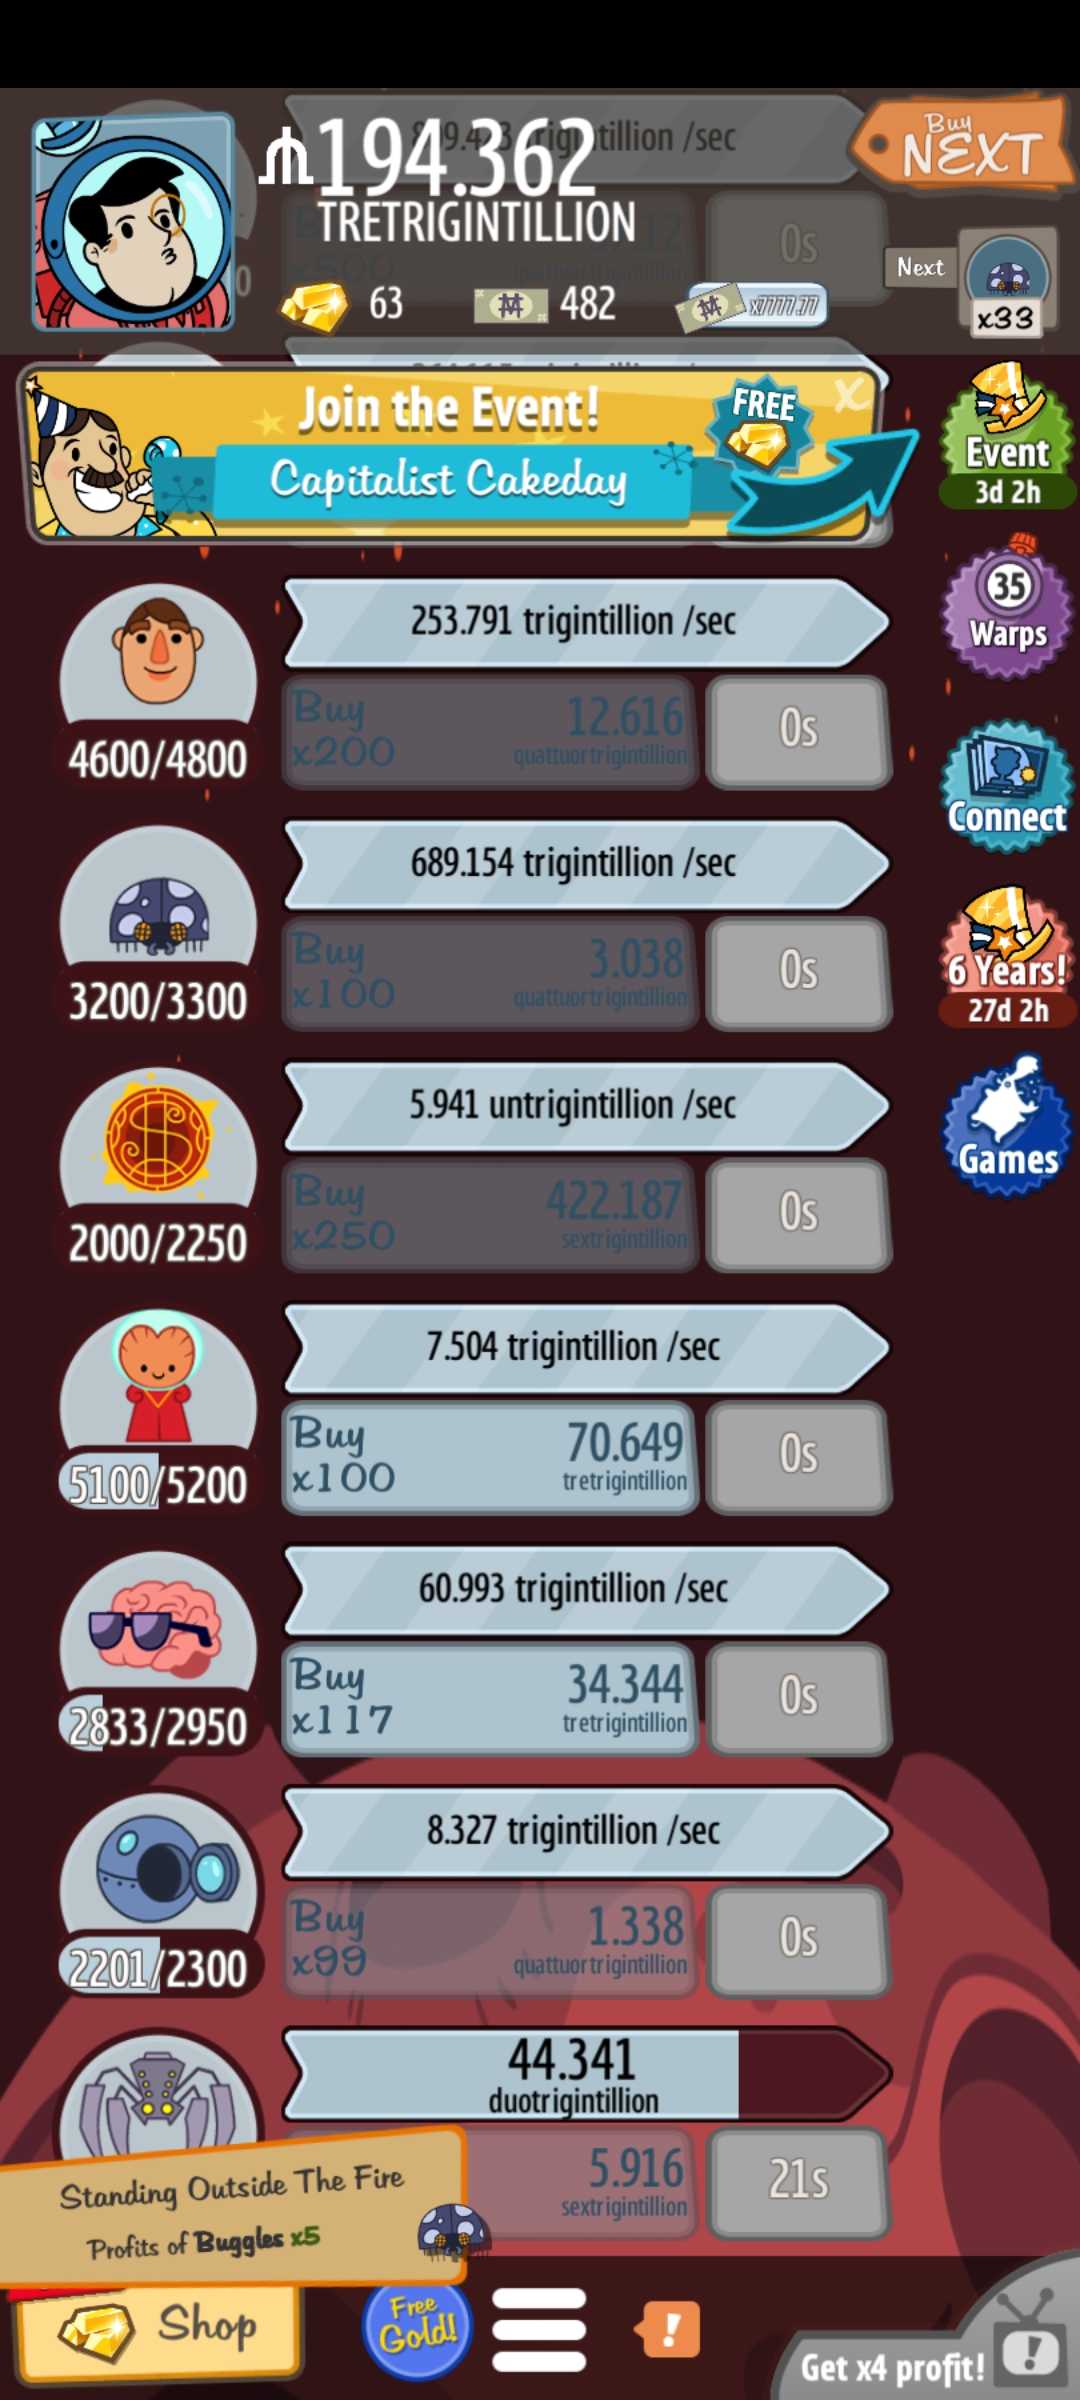 194.362
TRETRIGINTILLION
63
482
x7777.77
Buy
NEXT
Next
x33
Join the Event!
Capitalist Cakeday
FREE
x
Event
3d 2h
253.791 trigintillion /sec
4600/4800
Buy
x200
12.616
quattuortrigintillion
0s
35
Warps
689.154 trigintillion /sec
3200/3300
Buy
x100
3.038
quattuortrigintillion
0s
Connect
6 Years!
27d 2h
5.941 untrigintillion /sec
2000/2250
Buy
x250
422.187
sextrigintillion
0s
Games
7.504 trigintillion /sec
5100/5200
Buy
x100
70.649
tretrigintillion
0s
60.993 trigintillion /sec
2833/2950
Buy
x117
34.344
tretrigintillion
0s
8.327 trigintillion /sec
2201/2300
Buy
x99
1.338
quattuortrigintillion
0s
44.341
duotrigintillion
5.916
sextrigintillion
21s
Standing Outside The Fire
Profits of Buggles x5
Shop
Free
Gold!
!
Get x4 profit!
!